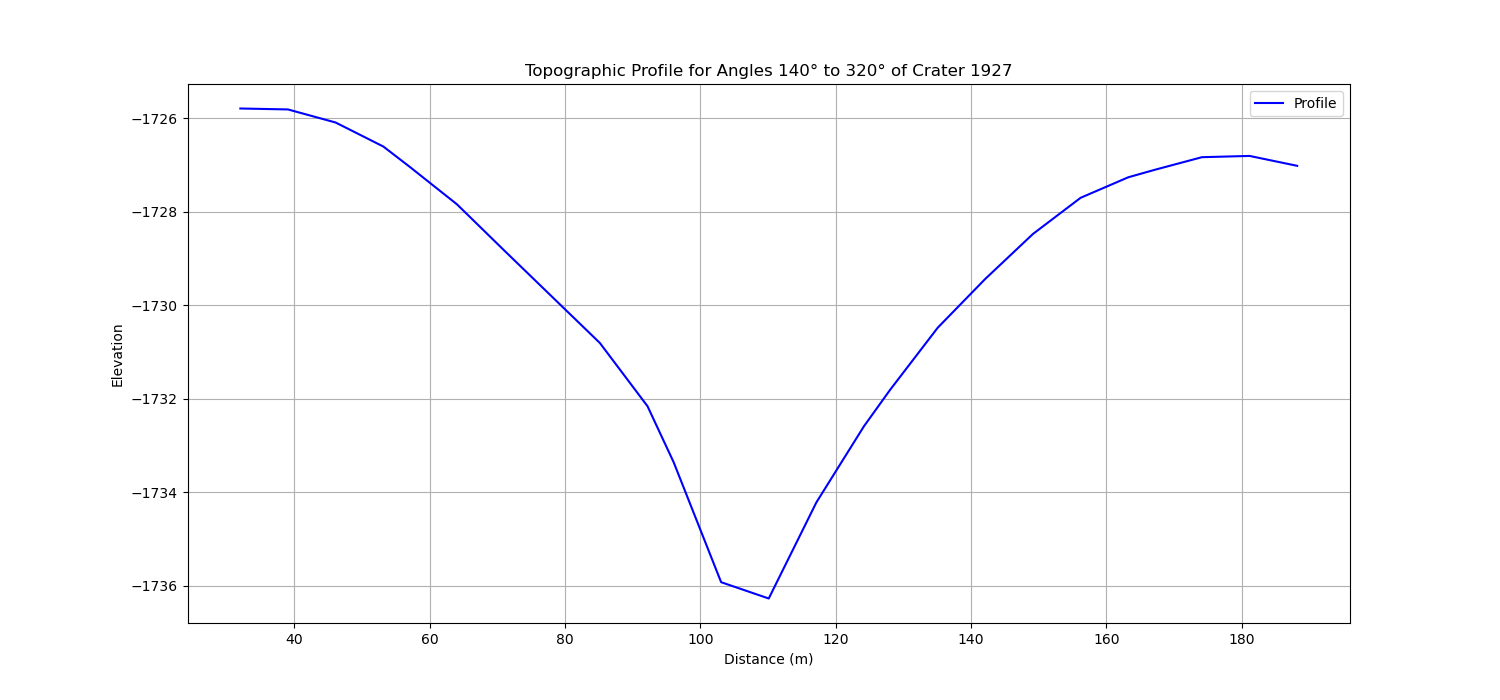 Topographic Profile for Angles 140° to 320° of Crater 1927
Profile
−1726
−1728
−1730
−1732
−1734
−1736
Elevation
40 60 80 100 120 140 160 180
Distance (m)